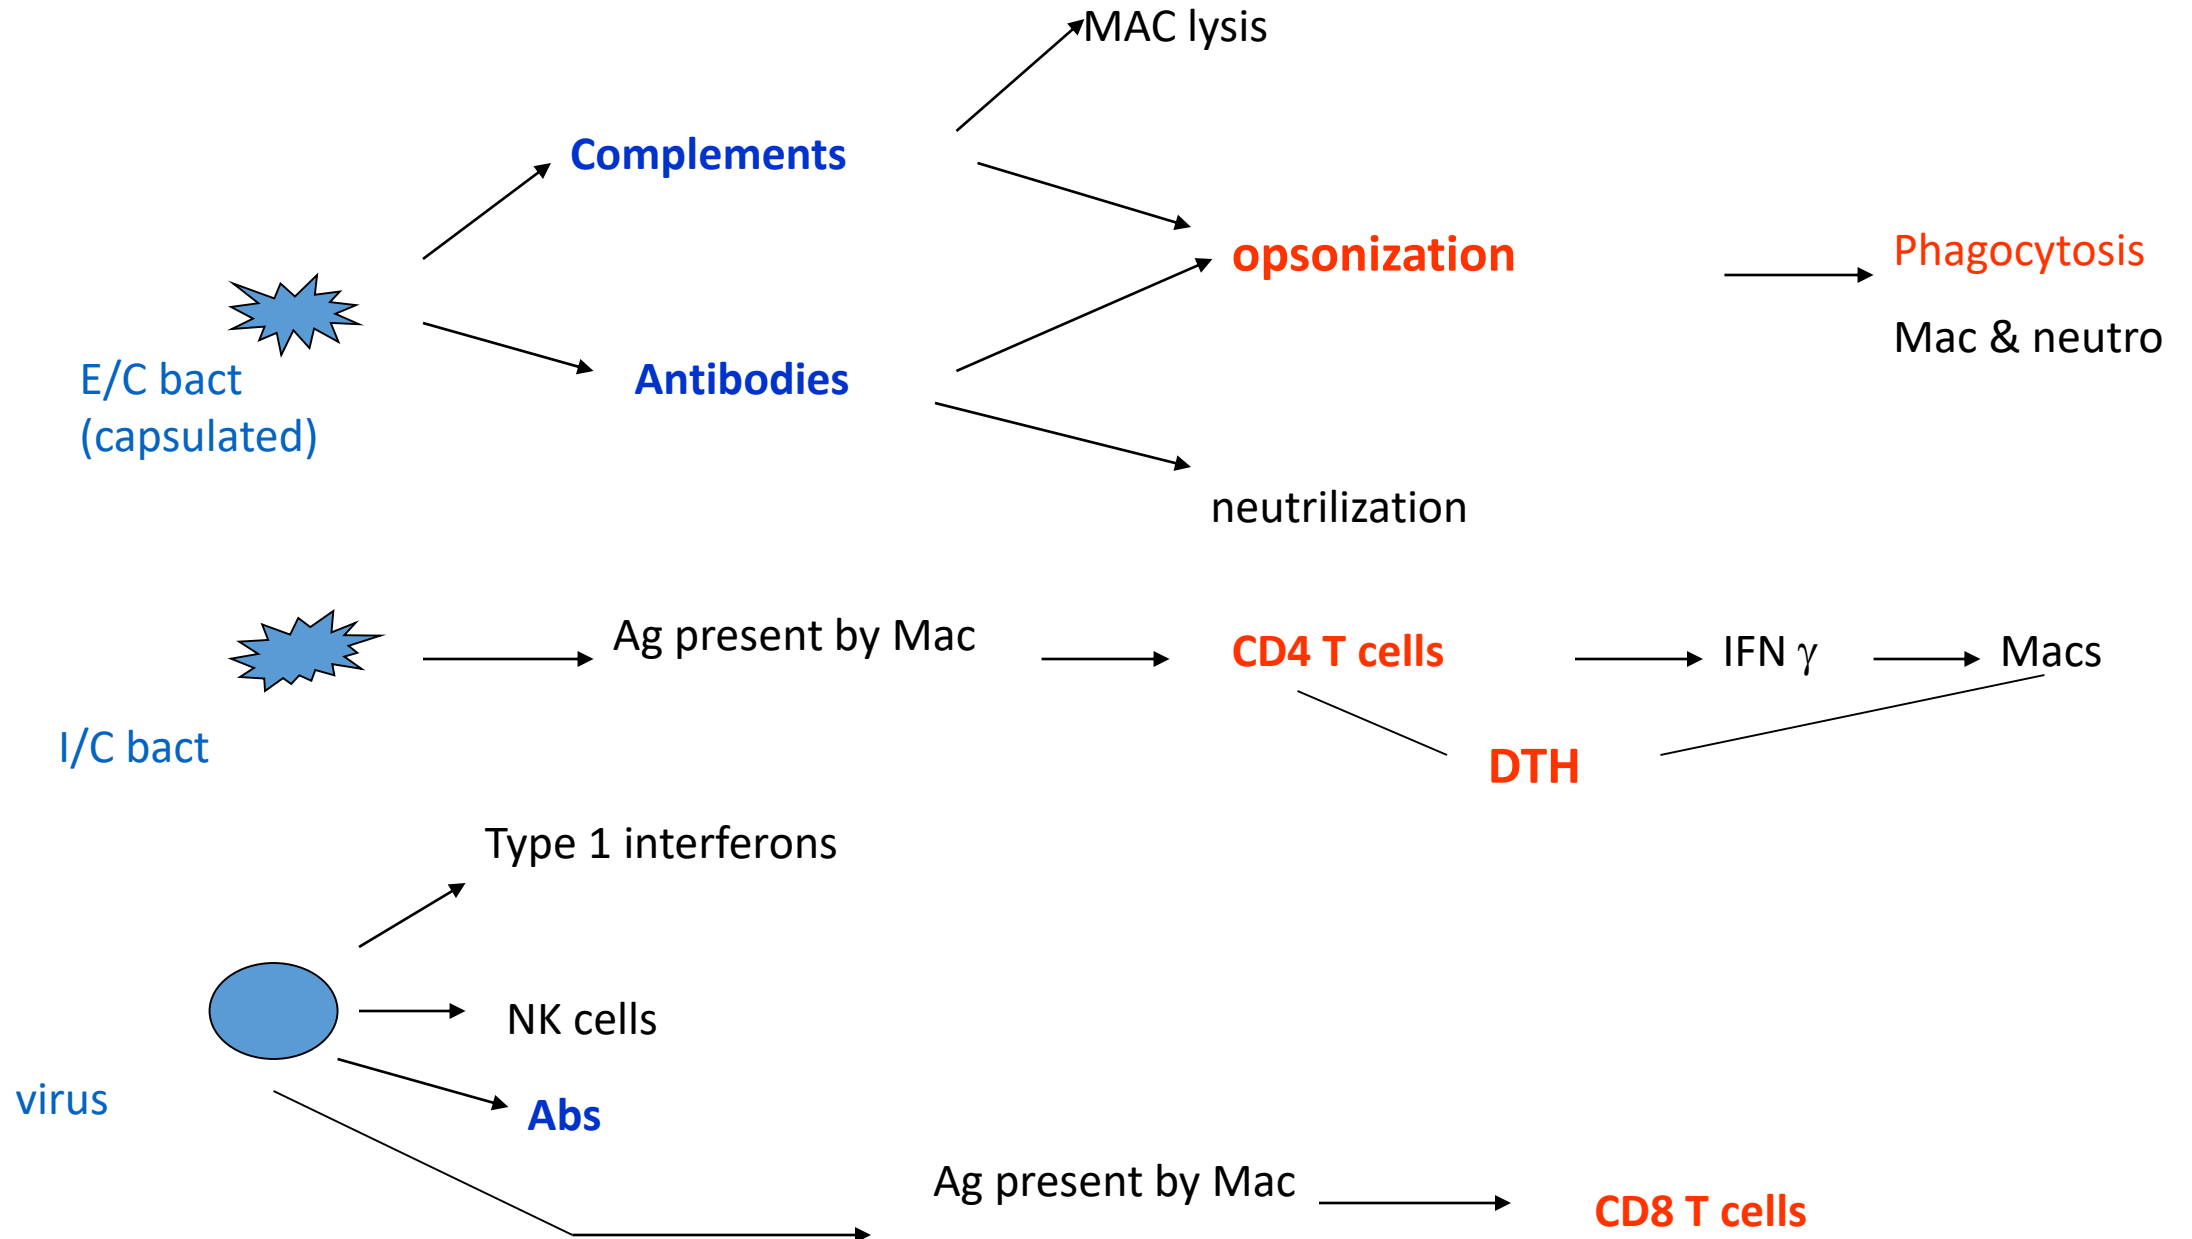 MAC lysis
Complements
opsonization
Phagocytosis
Mac & neutro
E/C bact
(capsulated)
Antibodies
neutrilization
Ag present by Mac
CD4 T cells
IFN γ
Macs
I/C bact
DTH
Type 1 interferons
NK cells
virus
Abs
Ag present by Mac
CD8 T cells